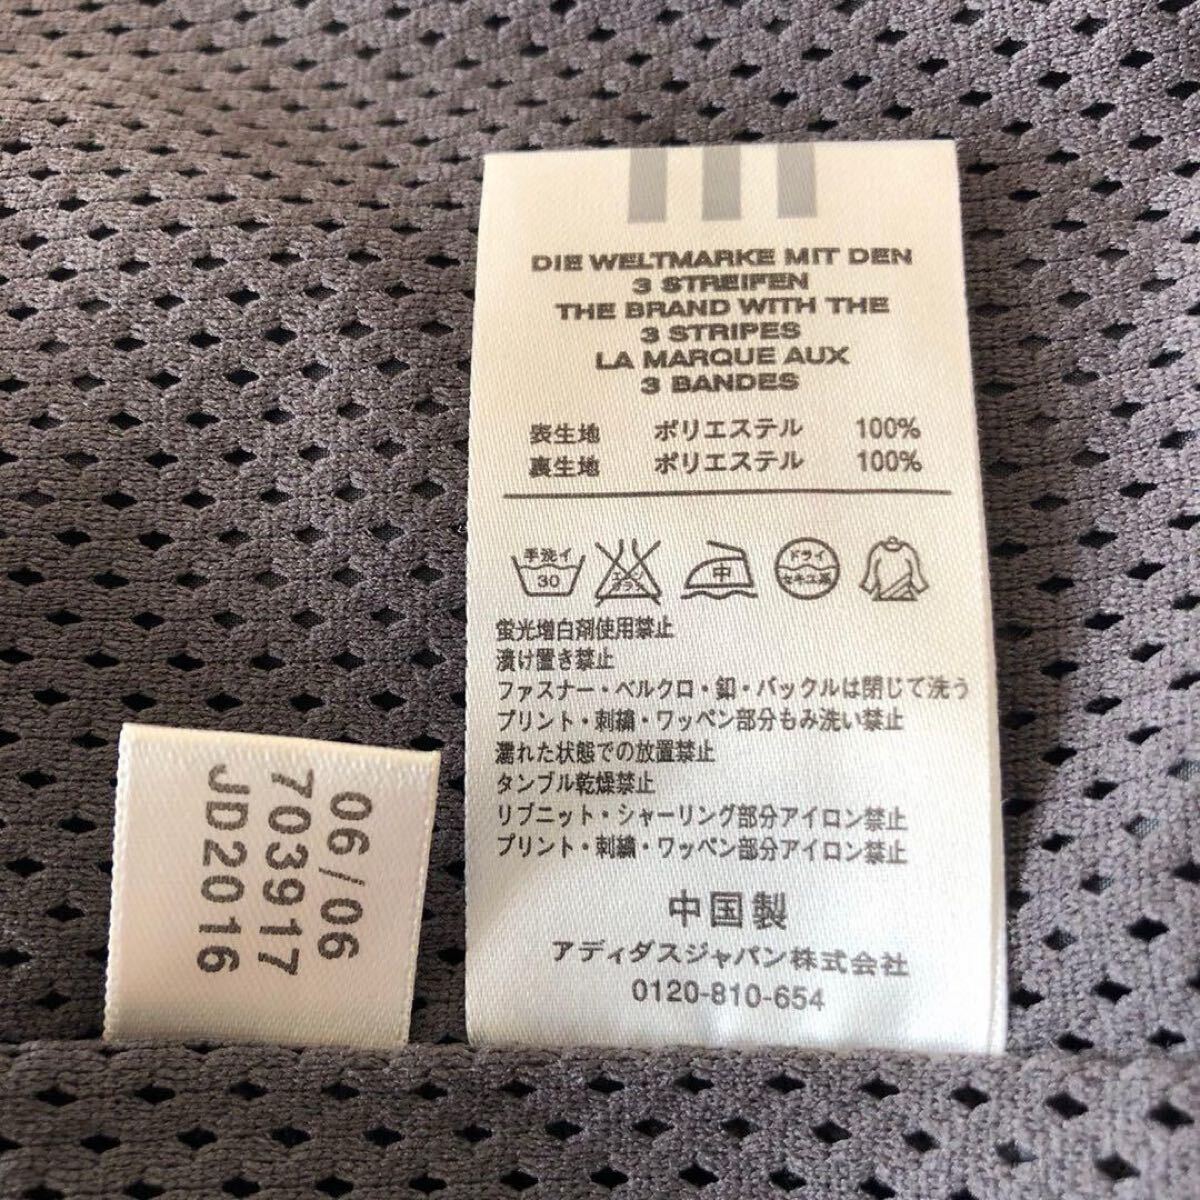 DIE WELTMARKE MIT DEN
3 STREIFEN
THE BRAND WITH THE
3 STRIPES
LA MARQUE AUX
3 BANDES
表生地 ポリエステル 100%
裏生地 ポリエステル 100%
手洗イ
30
エンソ
サラシ
中
ドライ
セキユ系
蛍光増白剤使用禁止
漬け置き禁止
ファスナー・ベルクロ・釦・バックルは閉じて洗う
プリント・刺繍・ワッペン部分もみ洗い禁止
濡れた状態での放置禁止
タンブル乾燥禁止
リブニット・シャーリング部分アイロン禁止
プリント・刺繍・ワッペン部分アイロン禁止
中国製
アディダスジャパン株式会社
0120-810-654
06/06
703917
JD2016